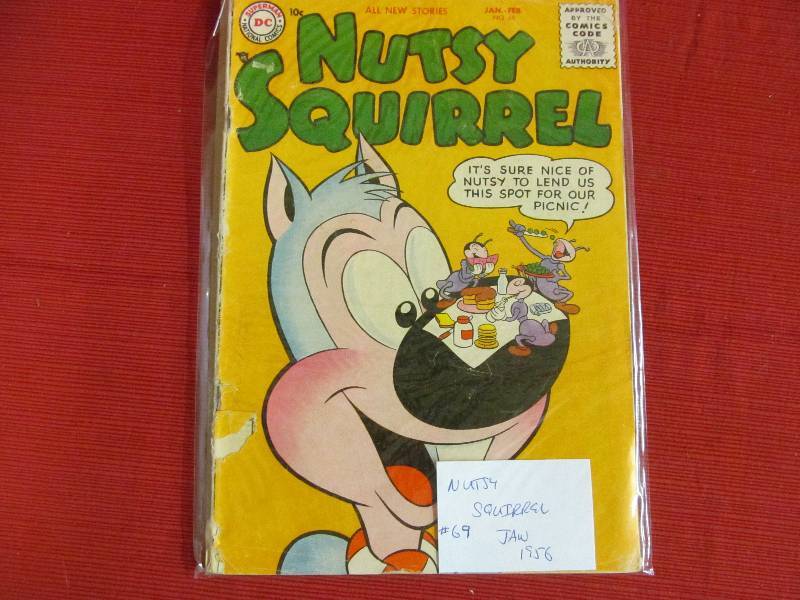 SUPERMAN
DC
NATIONAL COMICS
10¢
ALL NEW STORIES
JAN.-FEB.
APPROVED
BY THE
COMICS
CODE
CA
AUTHORITY
NUTSY
SQUIRREL
IT'S SURE NICE OF
NUTSY TO LEND US
THIS SPOT FOR OUR
PICNIC!
NUTSY
SQUIRREL
#69 JAN
1956